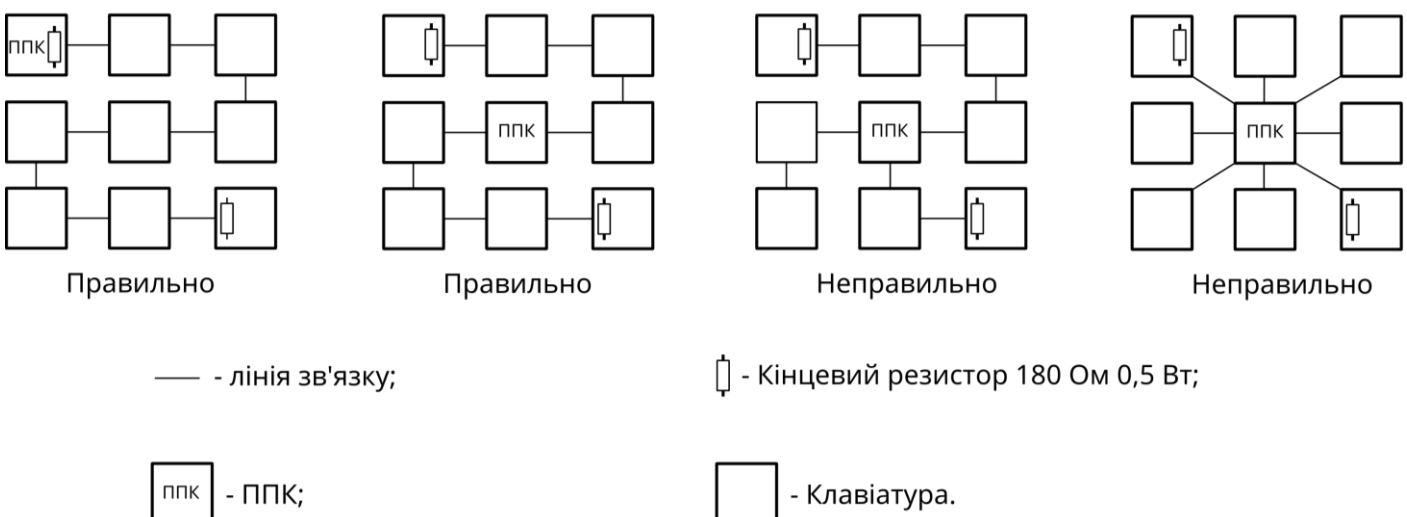 ППК
ППК
ППК
ППК
Правильно
Правильно
Неправильно
Неправильно
- лінія зв'язку;
- Кінцевий резистор 180 Ом 0,5 Вт;
ППК - ППК;
- Клавіатура.